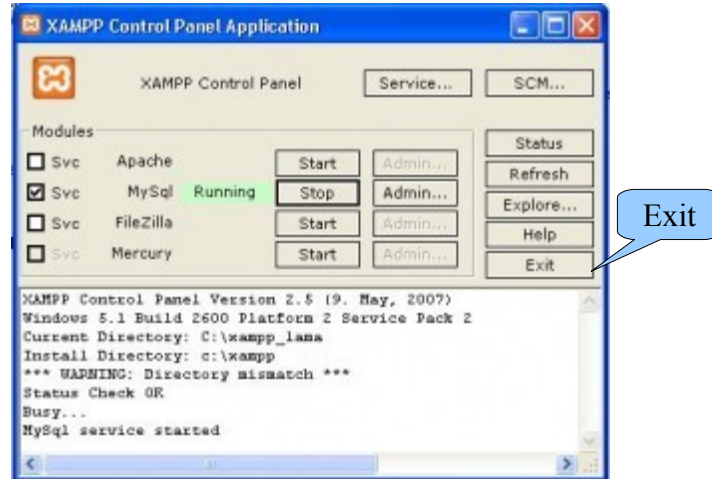 XAMPP Control Panel Application
XAMPP Control Panel
Service...
SCM...
Modules
Svc Apache Start Admin...
Svc MySql Running Stop Admin...
Svc FileZilla Start Admin...
Svc Mercury Start Admin...
Status
Refresh
Explore...
Help
Exit
Exit
XAMPP Control Panel Version 2.5 (9. May, 2007)
Windows 5.1 Build 2600 Platform 2 Service Pack 2
Current Directory: C:\xampp_lama
Install Directory: c:\xampp
*** WARNING: Directory mismatch ***
Status Check OK
Busy...
MySql service started